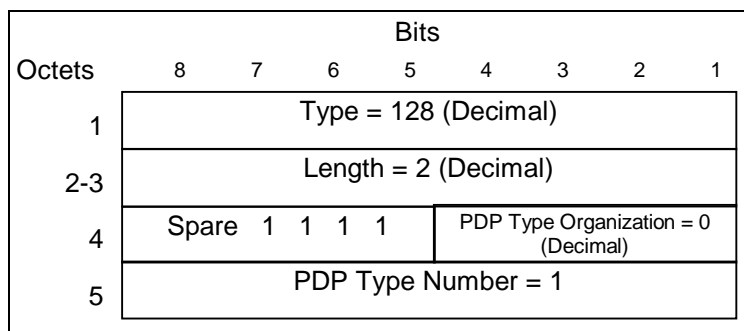 Bits
Octets 8 7 6 5 4 3 2 1
1 Type = 128 (Decimal)
2-3 Length = 2 (Decimal)
4 Spare 1 1 1 1 PDP Type Organization = 0
(Decimal)
5 PDP Type Number = 1